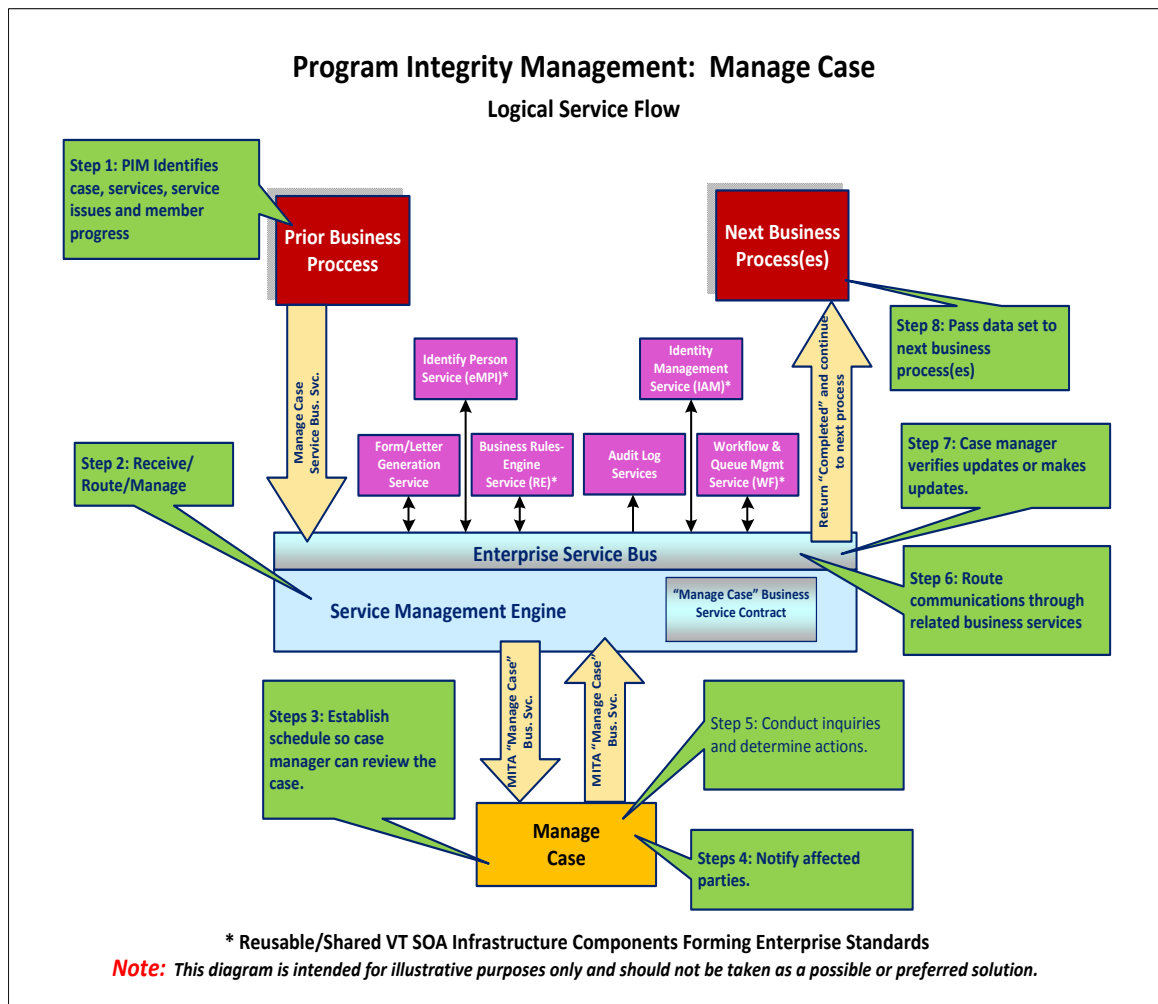 Program Integrity Management:  Manage Case
Logical Service Flow
Step 1: PIM Identifies
case, services, service
issues and member
progress
Prior Business
Proccess
Next Business
Process(es)
Step 8: Pass data set to
next business
process(es)
Manage Case
Service Bus. Svc.
Identify Person
Service (eMPI)*
Identity
Management
Service (IAM)*
Return "Completed" and continue
to next process
Step 2: Receive/
Route/Manage
Form/Letter
Generation
Service
Business Rules-
Engine
Service (RE)*
Audit Log
Services
Workflow &
Queue Mgmt
Service (WF)*
Step 7: Case manager
verifies updates or makes
updates.
Enterprise Service Bus
Service Management Engine
“Manage Case” Business
Service Contract
Step 6: Route
communications through
related business services
MITA “Manage Case”
Bus. Svc.
MITA “Manage Case”
Bus. Svc.
Steps 3: Establish
schedule so case
manager can review the
case.
Step 5: Conduct inquiries
and determine actions.
Manage
Case
Steps 4: Notify affected
parties.
* Reusable/Shared VT SOA Infrastructure Components Forming Enterprise Standards
Note: This diagram is intended for illustrative purposes only and should not be taken as a possible or preferred solution.